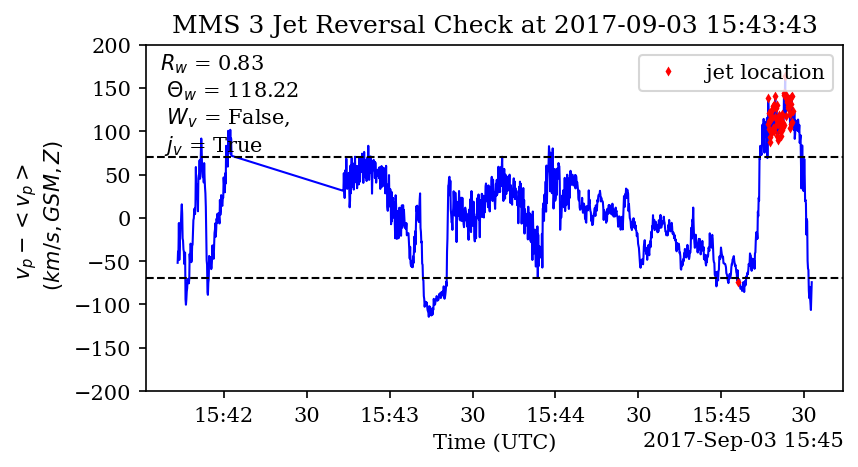 MMS 3 Jet Reversal Check at 2017-09-03 15:43:43
R_w = 0.83
Θ_w = 118.22
W_v = False,
j_v = True
jet location
200
150
100
50
0
−50
−100
−150
−200
v_p − <v_p>
(km/s, GSM, Z)
15:42 30 15:43 30 15:44 30 15:45 30
Time (UTC)
2017-Sep-03 15:45